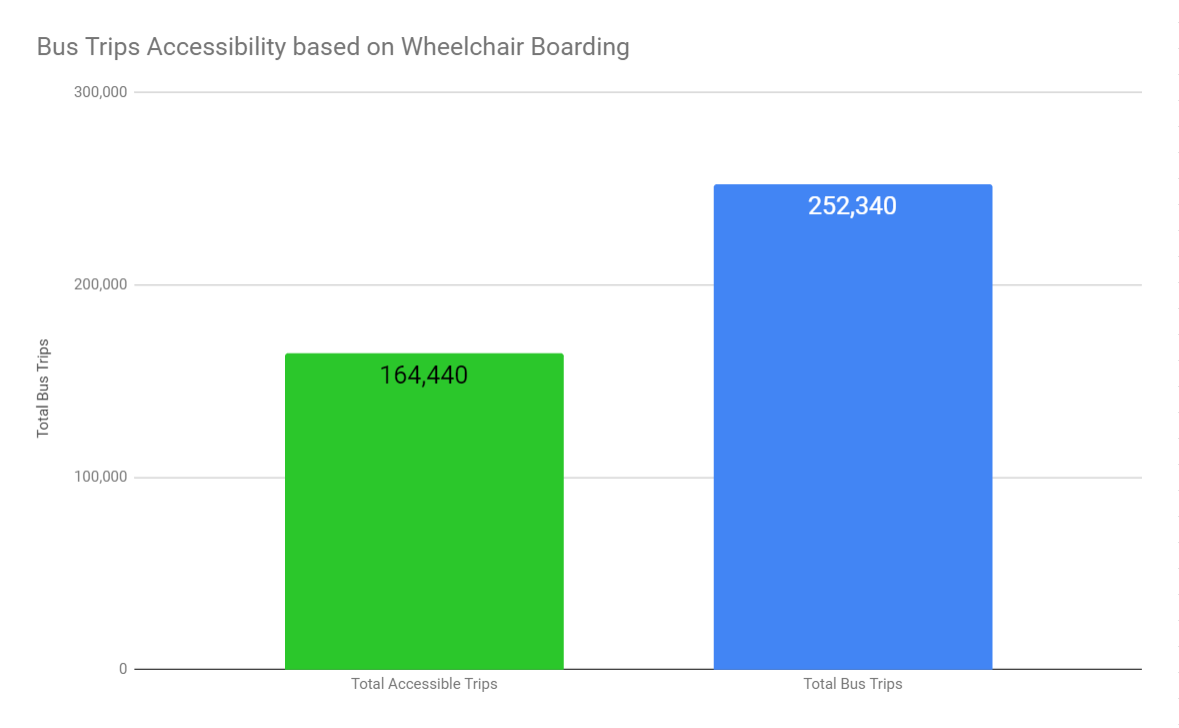 Bus Trips Accessibility based on Wheelchair Boarding
300,000
200,000
100,000
0
Total Bus Trips
164,440
252,340
Total Accessible Trips
Total Bus Trips